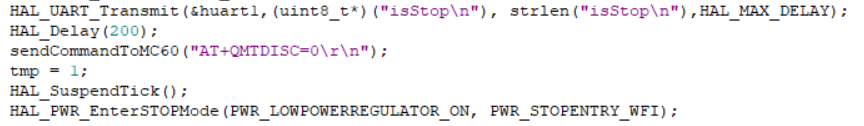 HAL_UART_Transmit(&huart1,(uint8_t*)("isStop\n"), strlen("isStop\n"),HAL_MAX_DELAY);
HAL_Delay(200);
sendCommandToMC60("AT+QMTDISC=0\r\n");
tmp = 1;
HAL_SuspendTick();
HAL_PWR_EnterSTOPMode(PWR_LOWPOWERREGULATOR_ON, PWR_STOPENTRY_WFI);